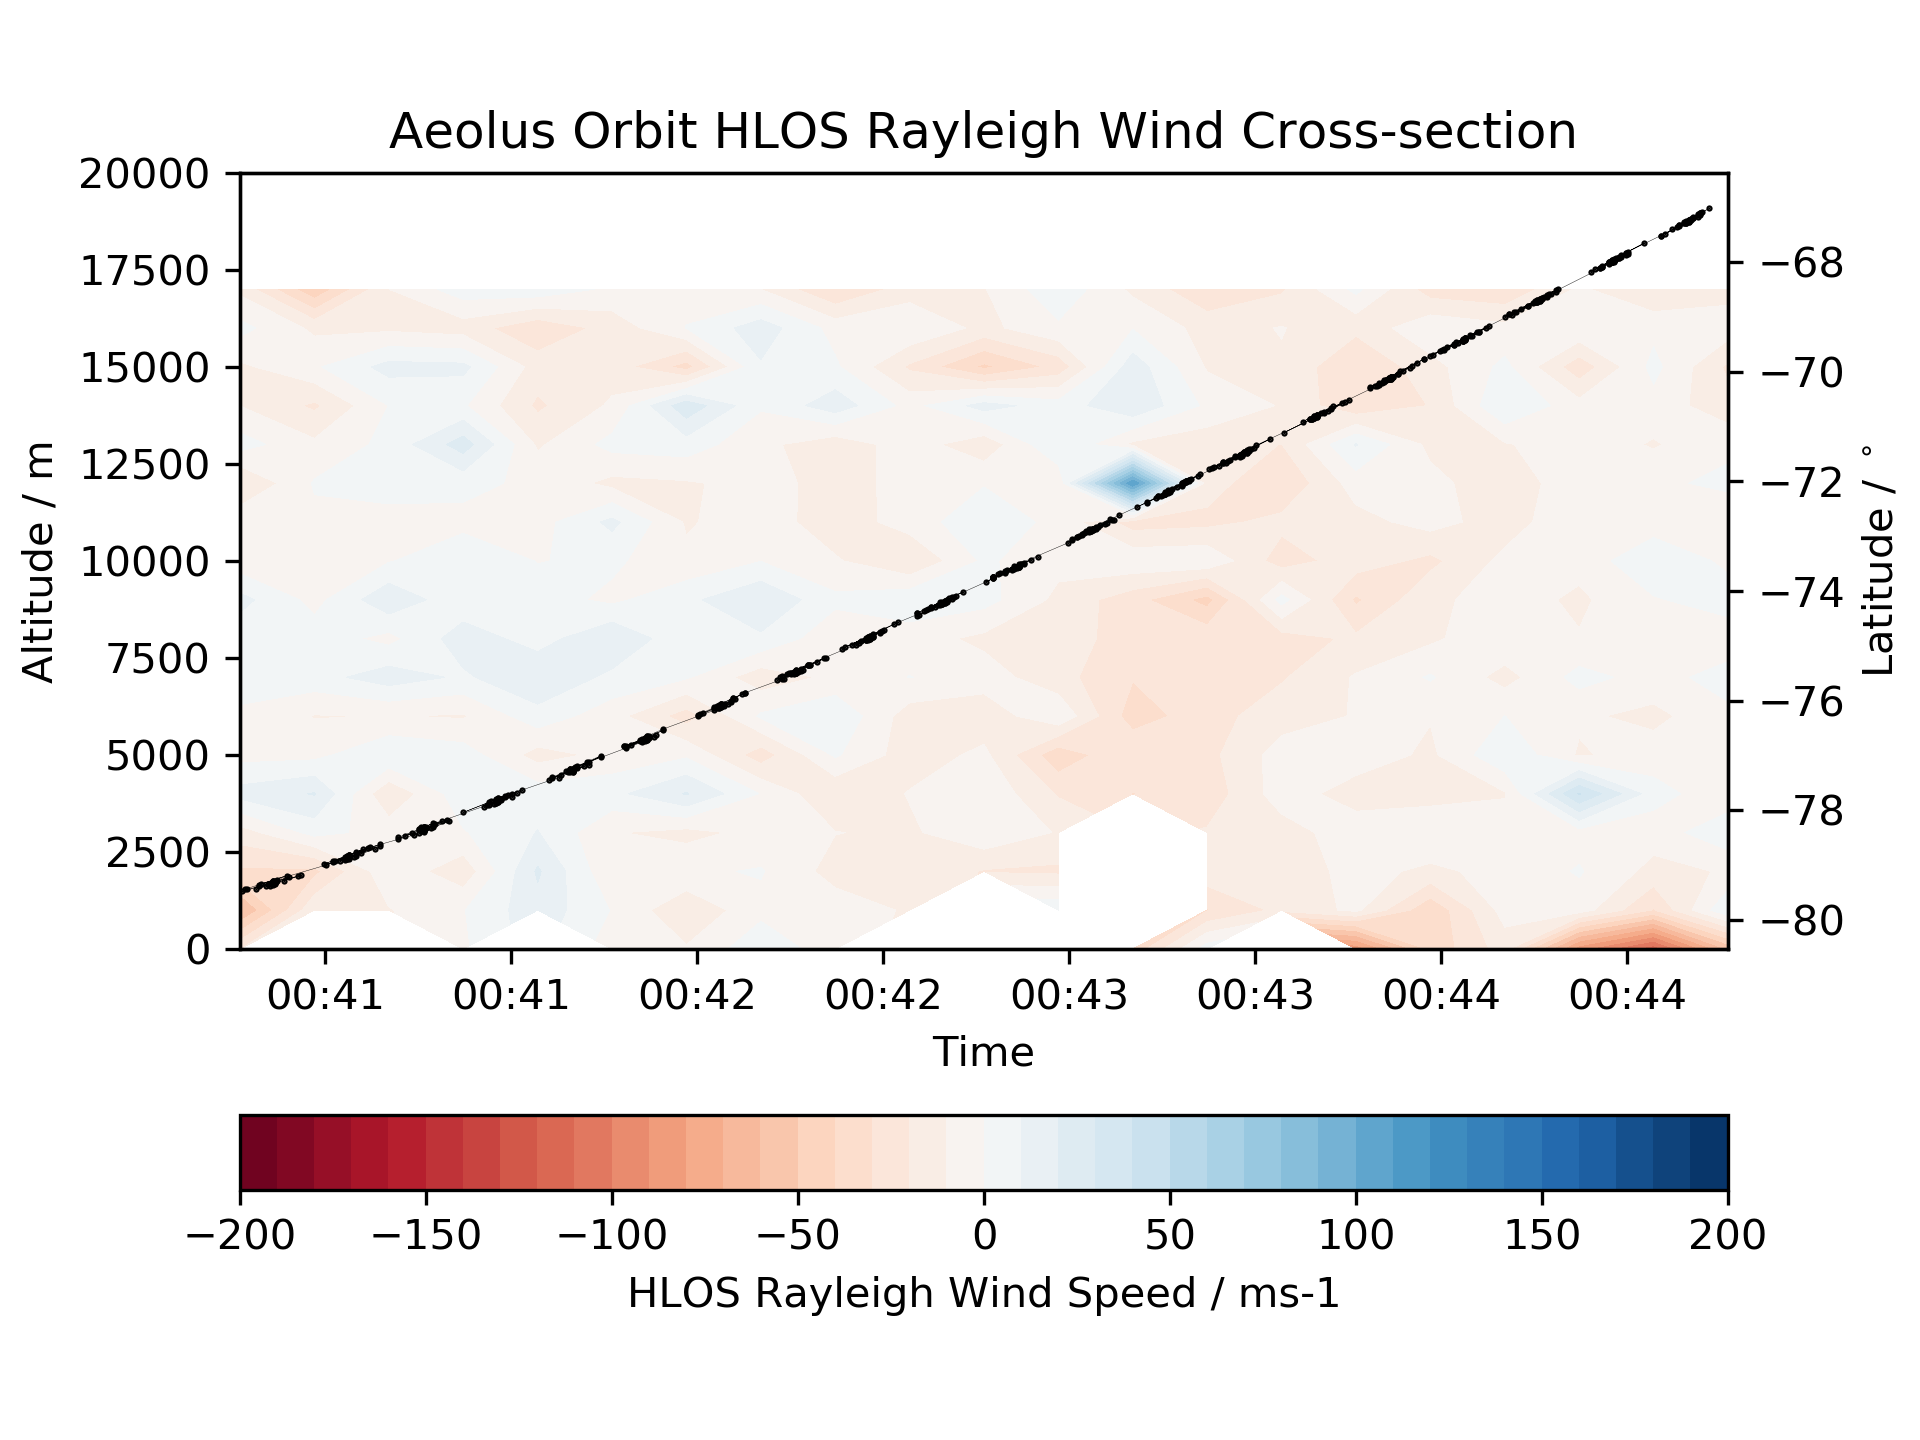 Aeolus Orbit HLOS Rayleigh Wind Cross-section
20000
17500
15000
12500
10000
7500
5000
2500
0
Altitude / m
−68
−70
−72
−74
−76
−78
−80
Latitude / °
00:41 00:41 00:42 00:42 00:43 00:43 00:44 00:44
Time
−200 −150 −100 −50 0 50 100 150 200
HLOS Rayleigh Wind Speed / ms-1